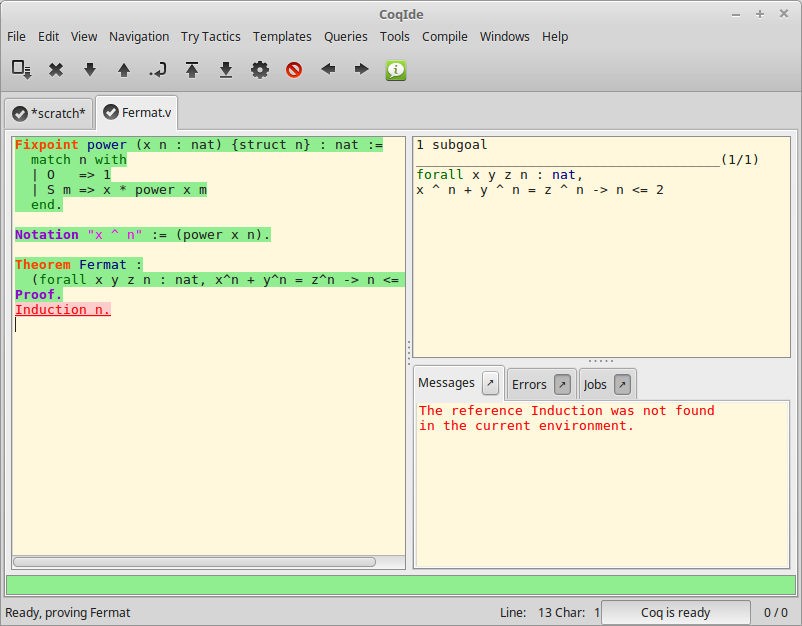 CoqIde
File Edit View Navigation Try Tactics Templates Queries Tools Compile Windows Help
*scratch* Fermat.v
Fixpoint power (x n : nat) {struct n} : nat :=
  match n with
  | O   => 1
  | S m => x * power x m
  end.
Notation "x ^ n" := (power x n).
Theorem Fermat :
  (forall x y z n : nat, x^n + y^n = z^n -> n <=
Proof.
Induction n.
1 subgoal
______________________________________(1/1)
forall x y z n : nat,
x ^ n + y ^ n = z ^ n -> n <= 2
Messages Errors Jobs
The reference Induction was not found
in the current environment.
Ready, proving Fermat Line: 13 Char: 1 Coq is ready 0 / 0